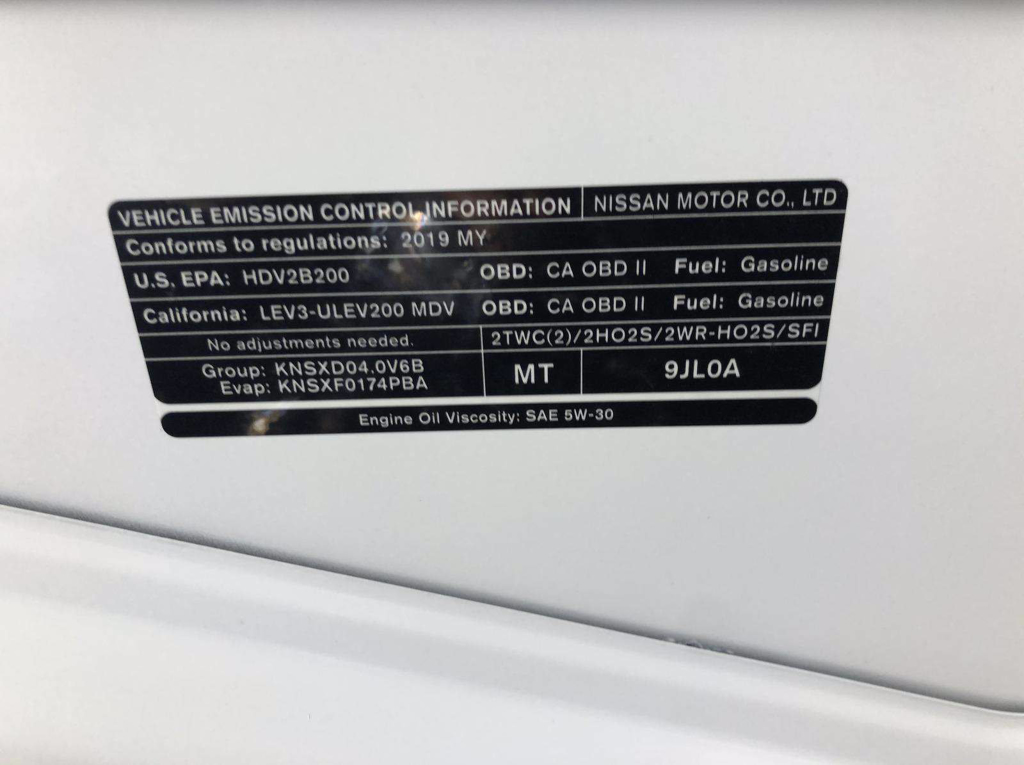 VEHICLE EMISSION CONTROL INFORMATION NISSAN MOTOR CO., LTD
Conforms to regulations: 2019 MY
U.S. EPA: HDV2B200 OBD: CA OBD II Fuel: Gasoline
California: LEV3-ULEV200 MDV OBD: CA OBD II Fuel: Gasoline
No adjustments needed. 2TWC(2)/2HO2S/2WR-HO2S/SFI
Group: KNSXD04.0V6B
Evap: KNSXF0174PBA
MT 9JL0A
Engine Oil Viscosity: SAE 5W-30